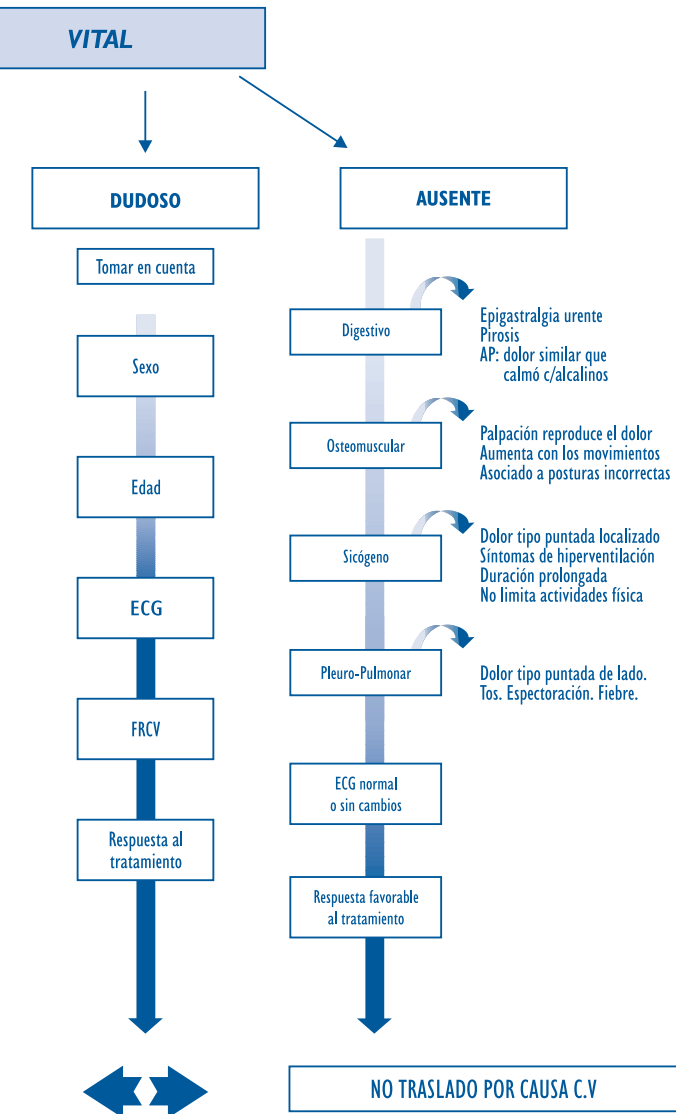 VITAL
DUDOSO
Tomar en cuenta
Sexo
Edad
ECG
FRCV
Respuesta al
tratamiento
AUSENTE
Digestivo
Epigastralgia urente
Pirosis
AP: dolor similar que
calmó c/alcalinos
Osteomuscular
Palpación reproduce el dolor
Aumenta con los movimientos
Asociado a posturas incorrectas
Sicógeno
Dolor tipo puntada localizado
Síntomas de hiperventilación
Duración prolongada
No limita actividades física
Pleuro-Pulmonar
Dolor tipo puntada de lado.
Tos. Espectoración. Fiebre.
ECG normal
o sin cambios
Respuesta favorable
al tratamiento
NO TRASLADO POR CAUSA C.V